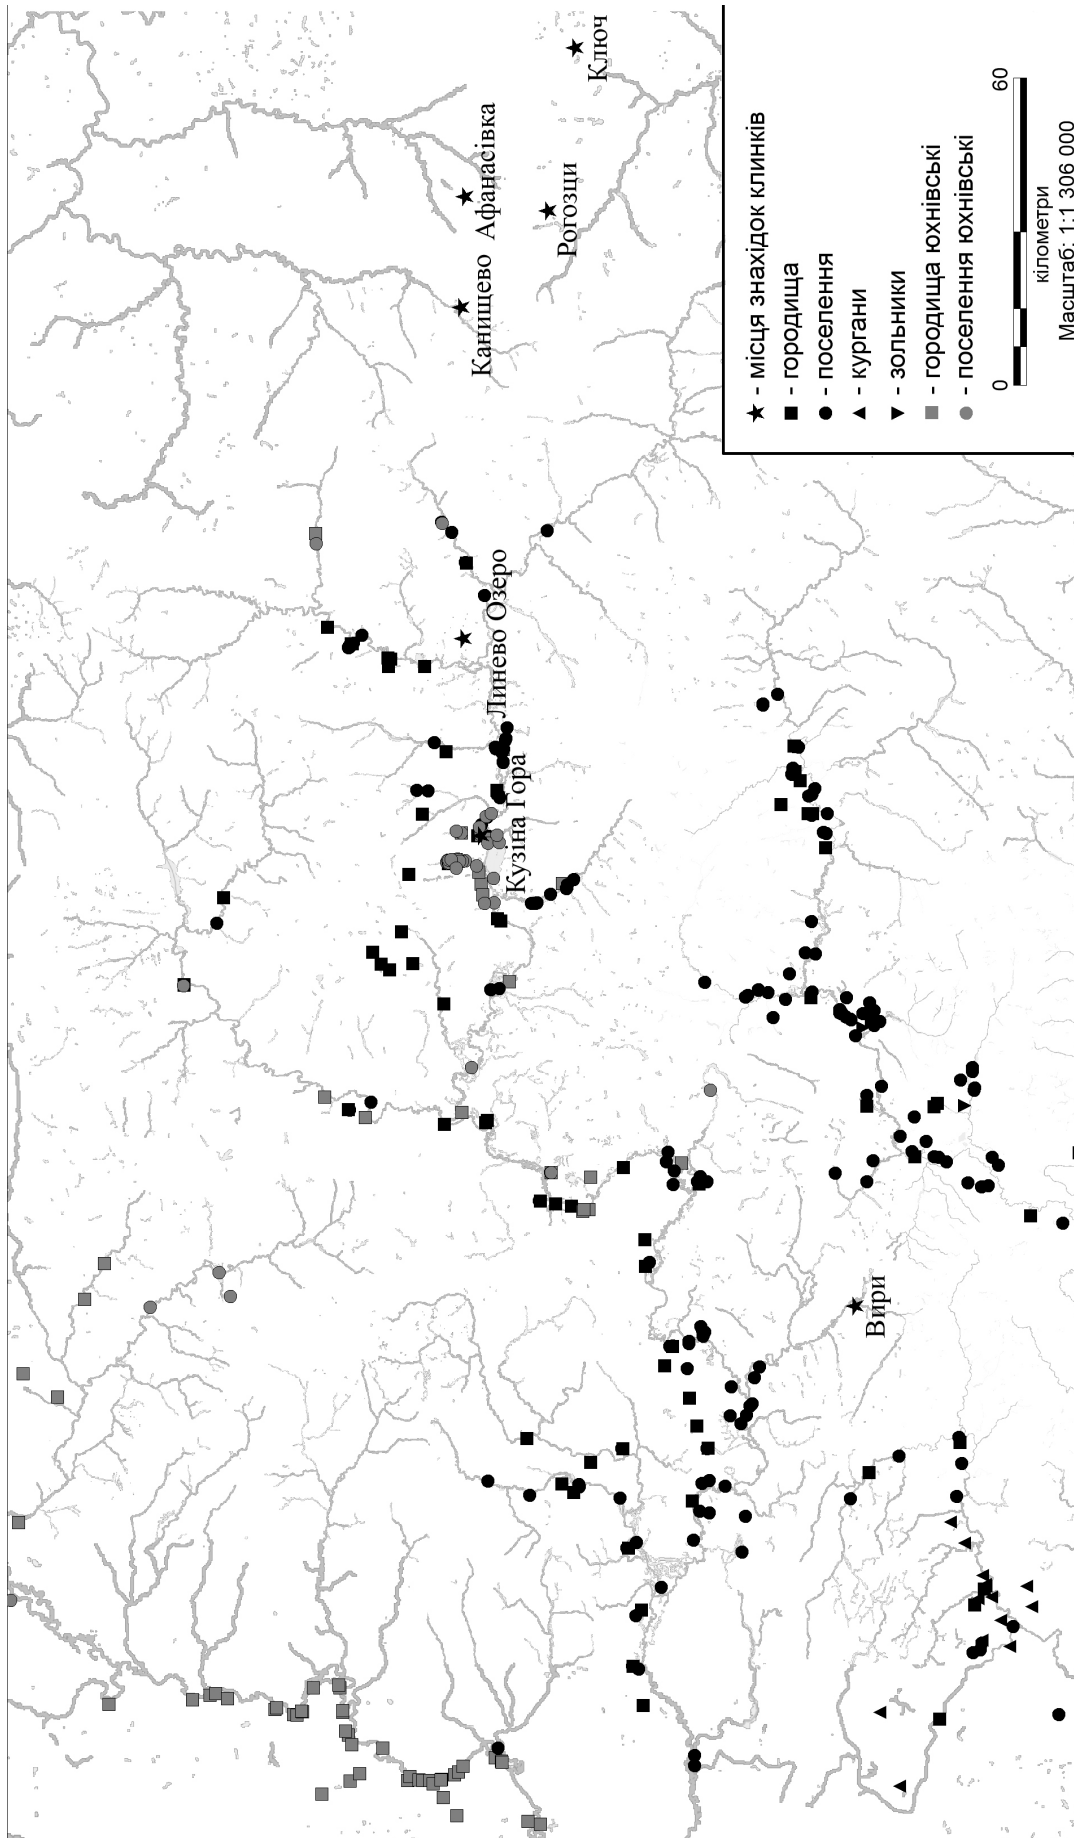 Ключ
Афанасівка
Рогозци
Канищево
Линево Озеро
Кузіна Гора
Вири
- місця знахідок клинків
- городища
- поселення
- кургани
- зольники
- городища юхнівські
- поселення юхнівські
0 60
кілометри
Масштаб: 1:1 306 000